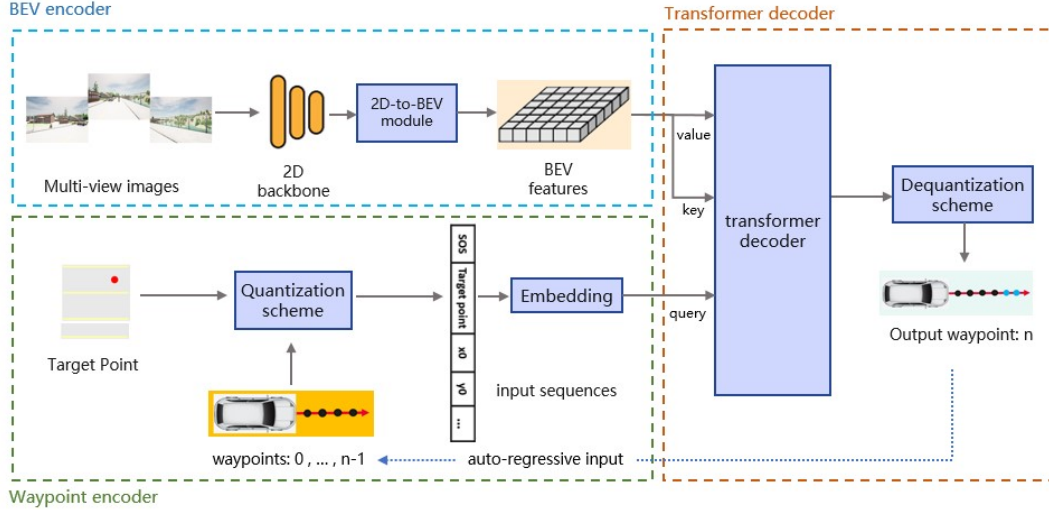 BEV encoder
Transformer decoder
Multi-view images
2D
backbone
2D-to-BEV
module
BEV
features
value
key
query
transformer
decoder
Dequantization
scheme
Output waypoint: n
Target Point
Quantization
scheme
SOS
Target point
x0
y0
...
Embedding
input sequences
waypoints: 0 , ... , n-1
auto-regressive input
Waypoint encoder